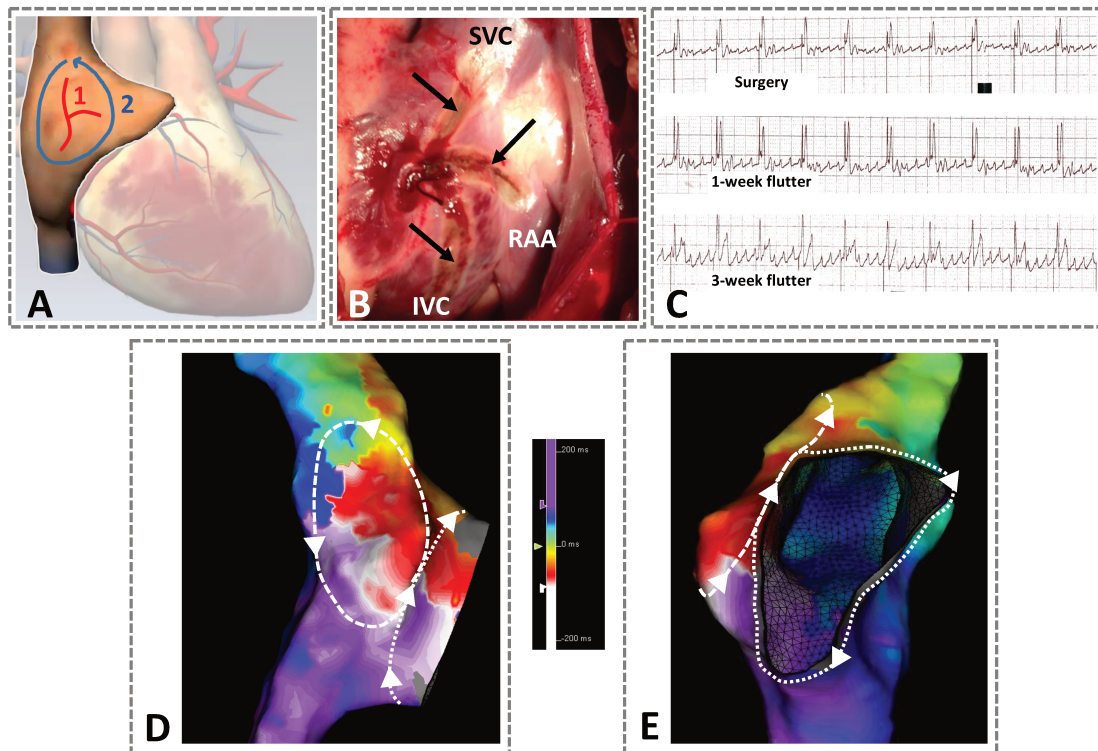 1
2
A
SVC
RAA
IVC
B
Surgery
1-week flutter
3-week flutter
C
D
200 ms
0 ms
-200 ms
E